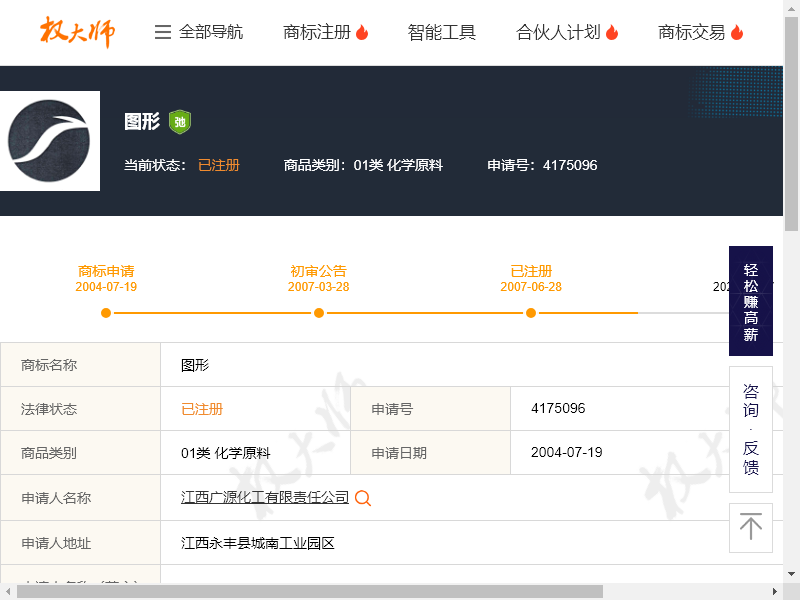 权大师 全部导航 商标注册 智能工具 合伙人计划 商标交易
图形 驰
当前状态： 已注册 商品类别：01类 化学原料 申请号：4175096
商标申请 初审公告 已注册
2004-07-19 2007-03-28 2007-06-28
轻松赚高薪
商标名称 图形
法律状态 已注册 申请号 4175096
商品类别 01类 化学原料 申请日期 2004-07-19
申请人名称 江西广源化工有限责任公司
申请人地址 江西永丰县城南工业园区
咨询·反馈
权大师
权大